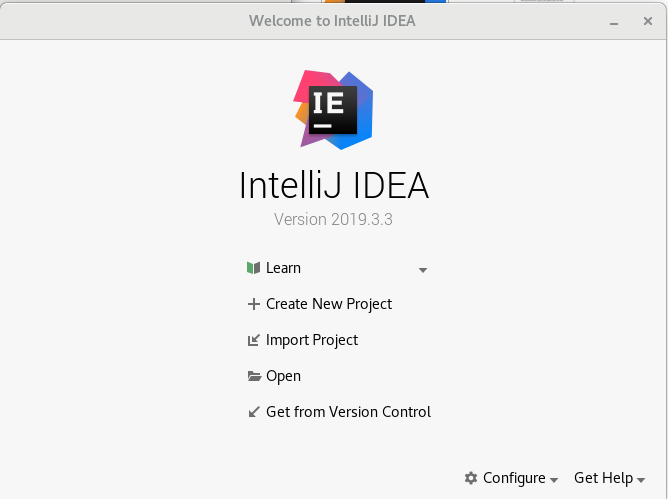 Welcome to IntelliJ IDEA
IE
IntelliJ IDEA
Version 2019.3.3
Learn
Create New Project
Import Project
Open
Get from Version Control
Configure
Get Help